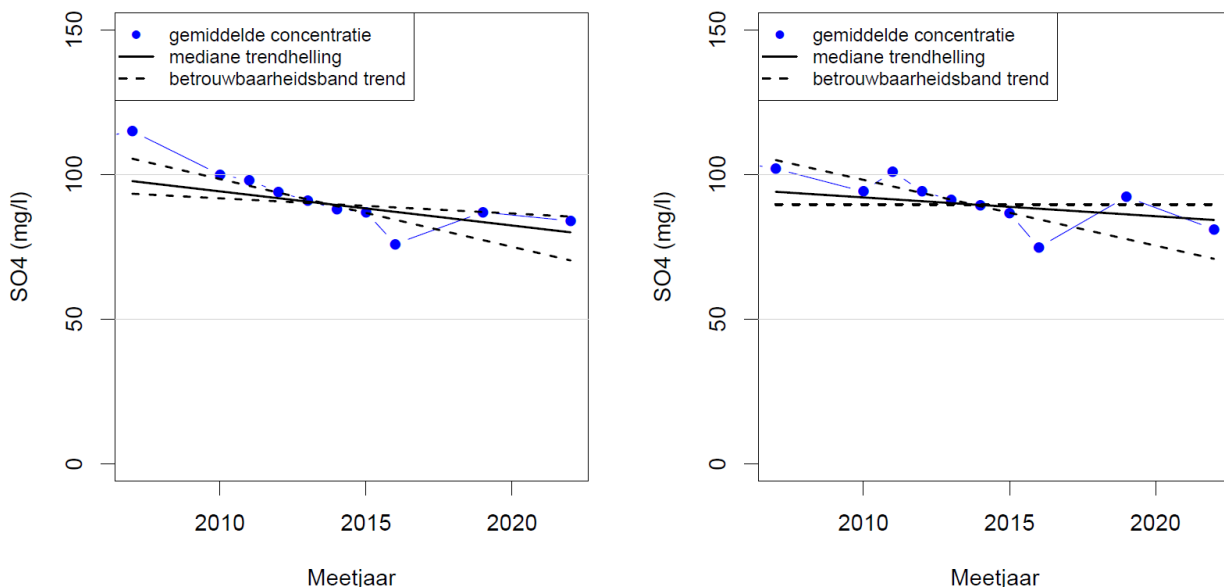 150
100
50
0
SO4 (mg/l)
gemiddelde concentratie
mediane trendhelling
betrouwbaarheidsband trend
2010 2015 2020
Meetjaar
150
100
50
0
SO4 (mg/l)
gemiddelde concentratie
mediane trendhelling
betrouwbaarheidsband trend
2010 2015 2020
Meetjaar